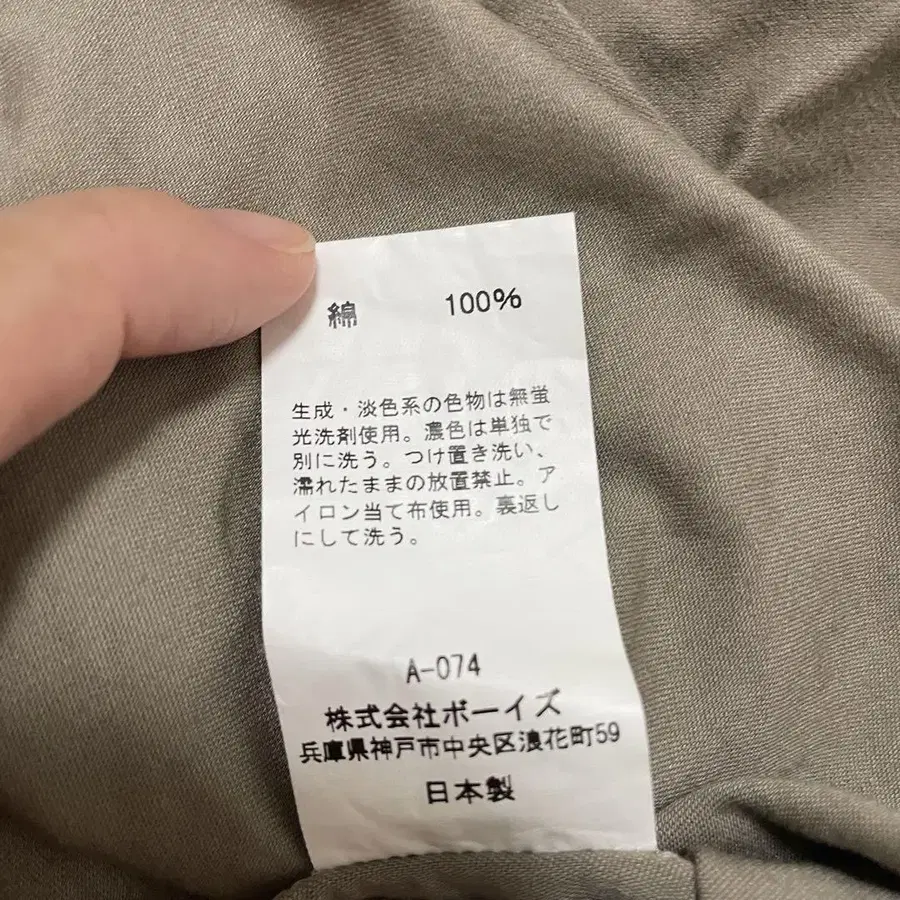 綿 100%
生成・淡色系の色物は無蛍
光洗剤使用。濃色は単独で
別に洗う。つけ置き洗い、
濡れたままの放置禁止。ア
イロン当て布使用。裏返し
にして洗う。
A-074
株式会社ボーイズ
兵庫県神戸市中央区浪花町59
日本製